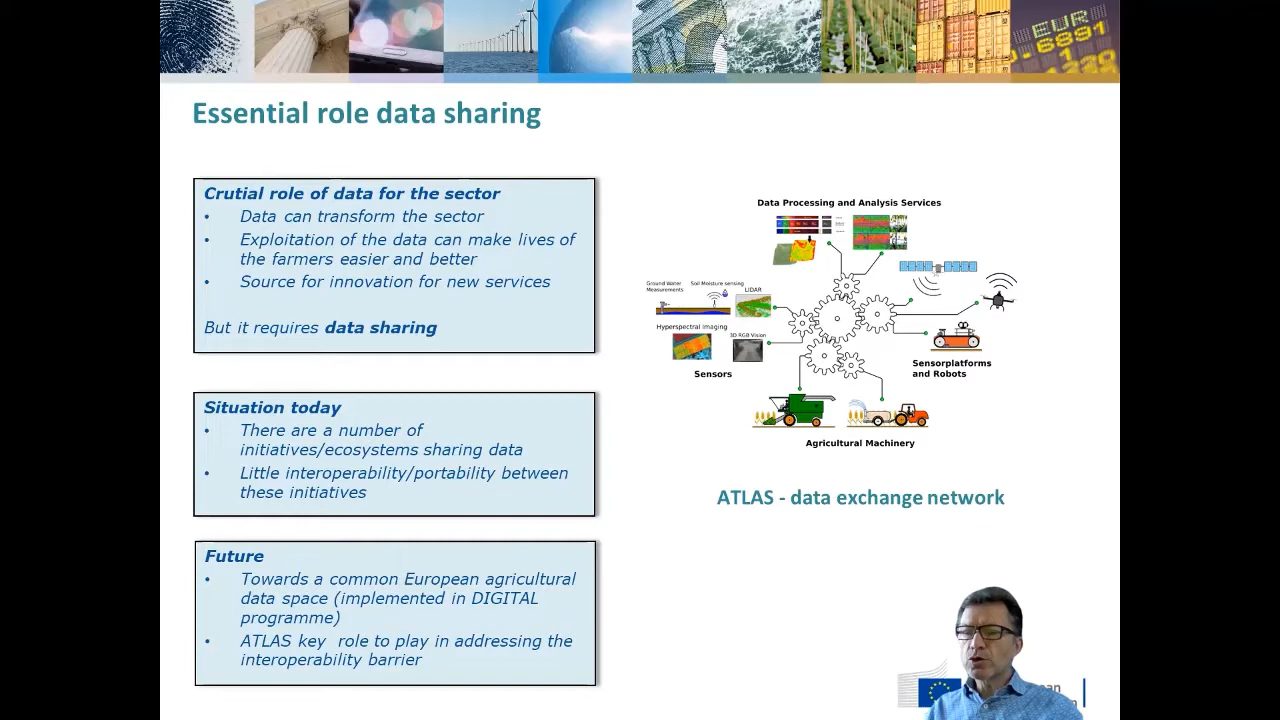 EUR
6891
Essential role data sharing
Crutial role of data for the sector
• Data can transform the sector
• Exploitation of the data can make lives of
the farmers easier and better
• Source for innovation for new services
But it requires data sharing
Situation today
• There are a number of
initiatives/ecosystems sharing data
• Little interoperability/portability between
these initiatives
Future
• Towards a common European agricultural
data space (implemented in DIGITAL
programme)
• ATLAS key role to play in addressing the
interoperability barrier
Data Processing and Analysis Services
Ground Water
Measurements
Soil Moisture sensing
LIDAR
Hyperspectral Imaging
3D RGB Vision
Sensors
Sensorplatforms
and Robots
Agricultural Machinery
ATLAS - data exchange network